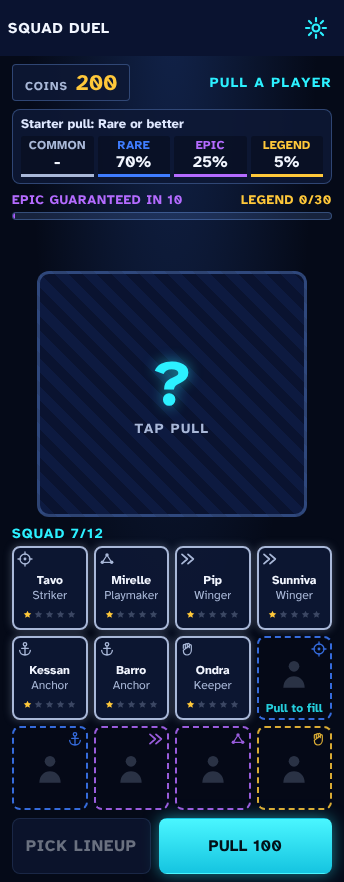 SQUAD DUEL
COINS 200
PULL A PLAYER
Starter pull: Rare or better
COMMON RARE EPIC LEGEND
- 70% 25% 5%
EPIC GUARANTEED IN 10 LEGEND 0/30
?
TAP PULL
SQUAD 7/12
Tavo Mirelle Pip Sunniva
Striker Playmaker Winger Winger
Kessan Barro Ondra
Anchor Anchor Keeper Pull to fill
PICK LINEUP PULL 100